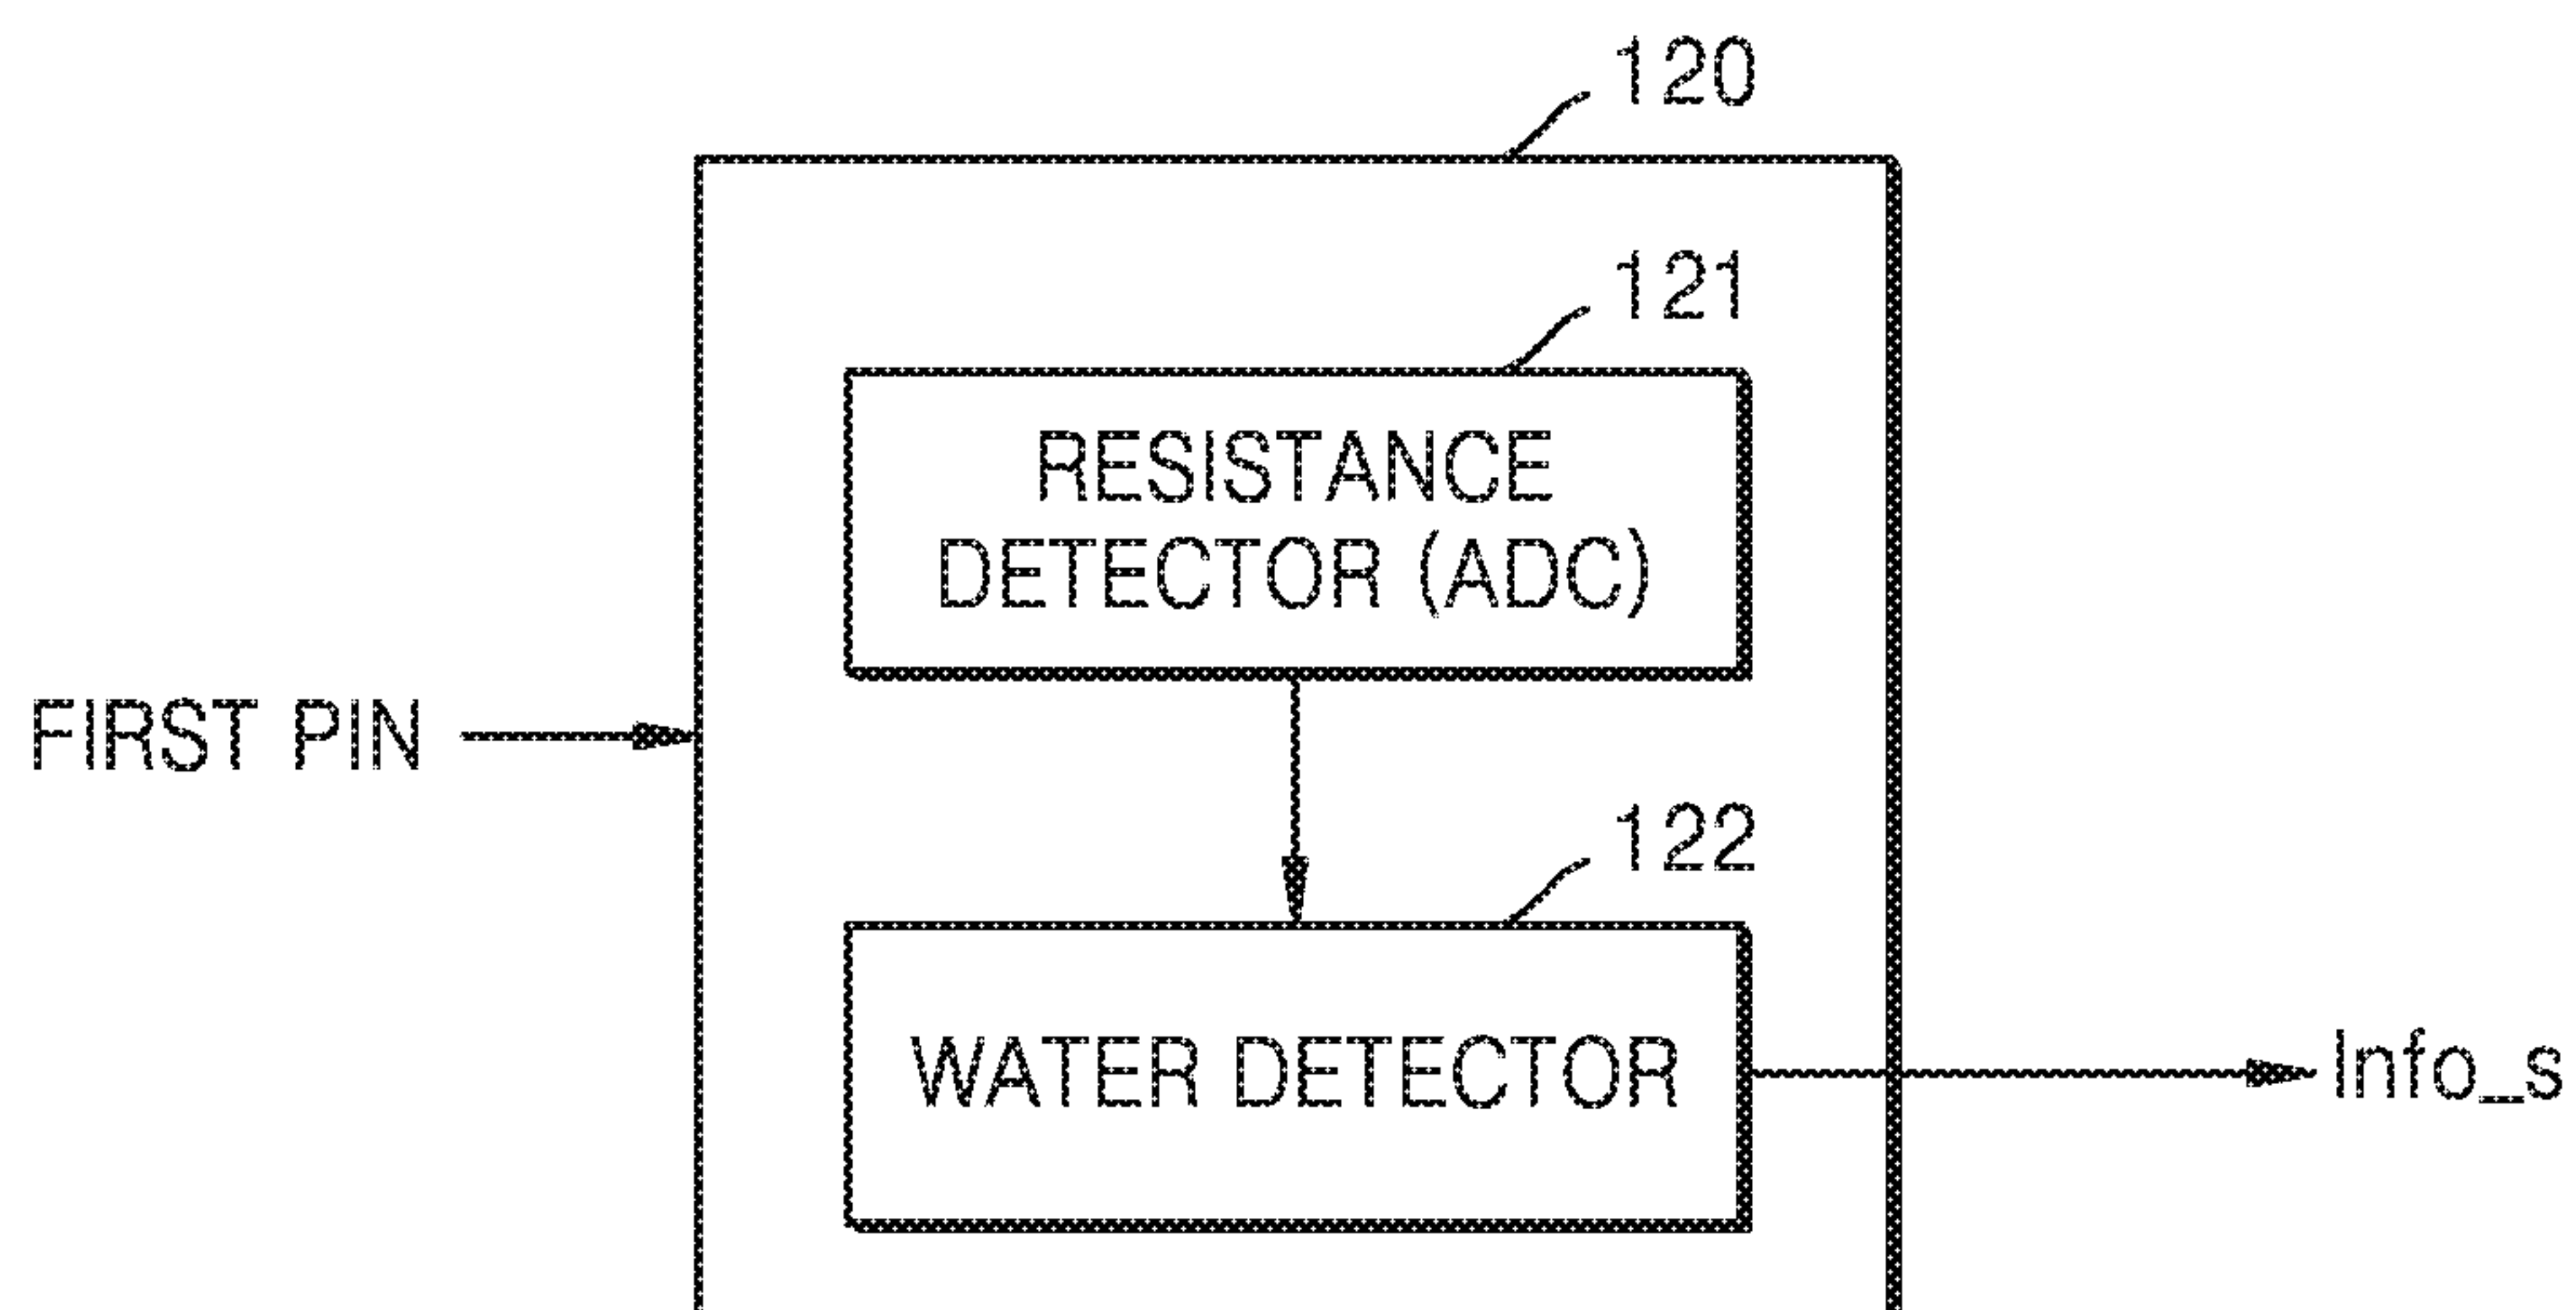 120
121
RESISTANCE
DETECTOR (ADC)
FIRST PIN
122
WATER DETECTOR
Info_s